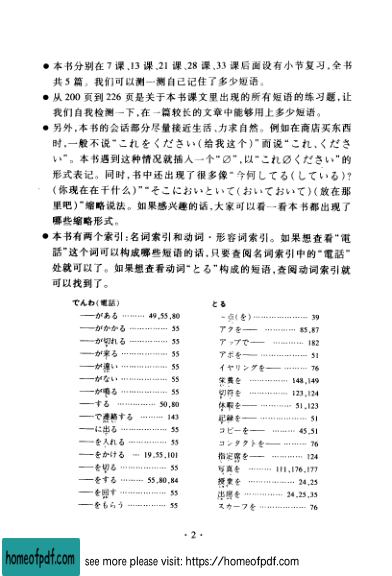 ● 本书分别在 7 课、13 课、21 课、28 课、33 课后面设有小节复习,全书
共 5 篇。我们可以测一测自己记住了多少短语。
● 从 200 页到 226 页是关于本书课文里出现的所有短语的练习题,让
我们自我检测一下,在一篇较长的文章中能够用上多少短语。
● 另外,本书的会话部分尽量接近生活、力求自然。例如在商店买东西
时,一般不说“これをください(给我这个)”而说“これ、くださ
い”。本书遇到这种情况就插入一个“∅”,以“これ∅ください”的
形式表记。同时,书中还出现了很多像“今何してる(している)?
(你现在在干什么)”“そこにおいといて(おいておいて)(放在那
里吧)”缩略说法。如果感兴趣的话,大家可以看一看本书都出现了
哪些缩略形式。
● 本书有两个索引:名词索引和动词·形容词索引。如果想查看“電
話”这个词可以构成哪些短语的话,只要查阅名词索引中的“電話”
处就可以了。如果想查看动词“とる”构成的短语,查阅动词索引就
可以找到了。
でんわ(電話)
——がある ……… 49,55,80
——がかかる ………… 55
——が切れる ………… 55
——が来る ………… 55
——が遠い ………… 55
——がない ………… 55
——が鳴る ………… 55
——する ………… 50,80
——で連絡する ……… 143
——に出る ………… 55
——を入れる ………… 55
——をかける … 19,55,101
——を切る ………… 55
——をする ……… 55,80,84
——を回す ………… 55
——をもらう ………… 55
とる
-点(を) ………… 39
アクを—— ………… 85,87
アップで—— ………… 182
アポを—— ………… 51
イヤリングを—— ………… 76
栄養を ………… 148,149
切符を ………… 123,124
休暇を—— ………… 51,123
記録を—— ………… 51
コピーを—— ………… 45,51
コンタクトを—— ………… 76
指定席を—— ………… 124
写真を ……… 111,176,177
授業を ………… 24,25
出席を ………… 24,25,35
スカーフを ………… 76
· 2 ·
homeofpdf.com
see more please visit: https://homeofpdf.com